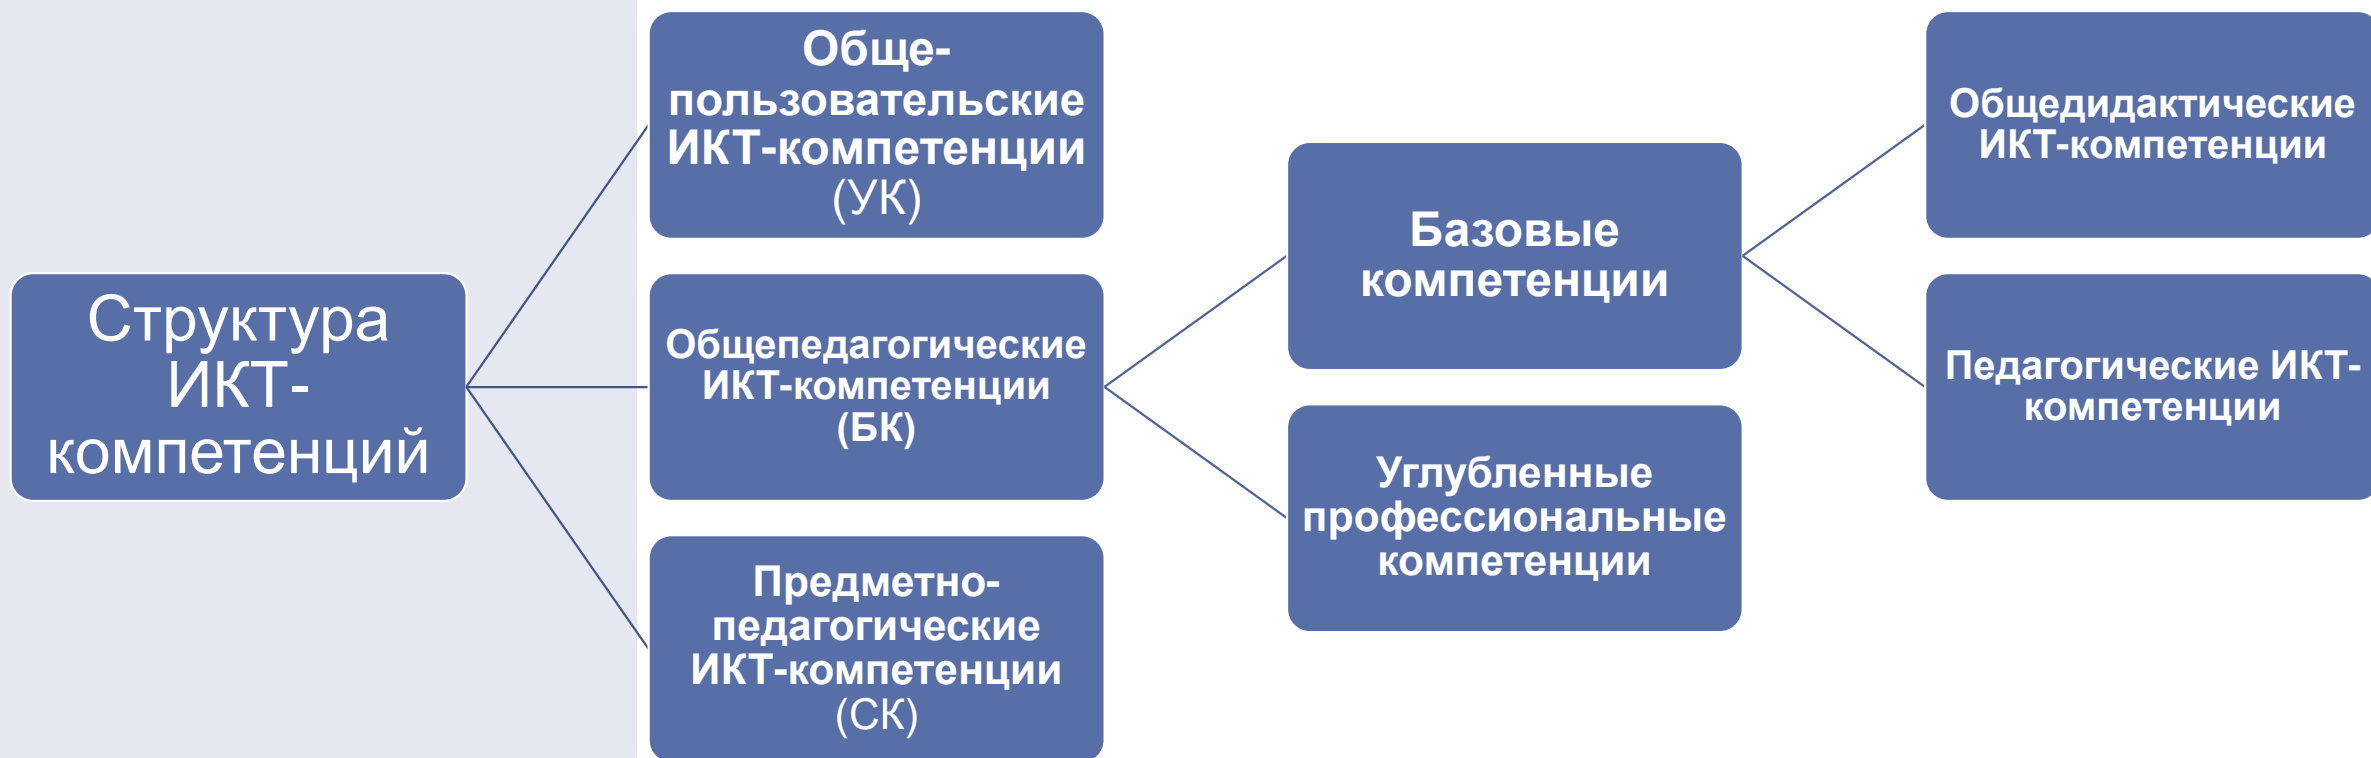 Структура
ИКТ-
компетенций
Обще-
пользовательские
ИКТ-компетенции
(УК)
Общепедагогические
ИКТ-компетенции
(БК)
Предметно-
педагогические
ИКТ-компетенции
(СК)
Базовые
компетенции
Углубленные
профессиональные
компетенции
Общедидактические
ИКТ-компетенции
Педагогические ИКТ-
компетенции